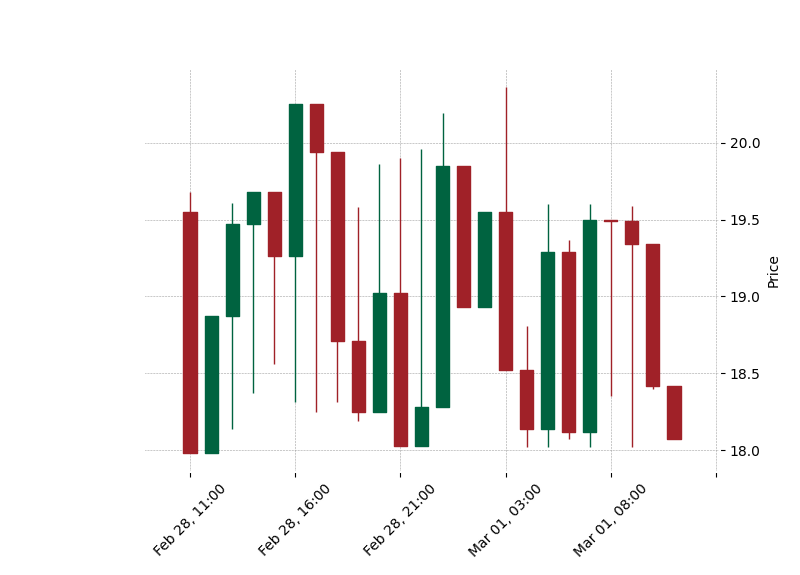 20.0
19.5
19.0
18.5
18.0
Price
Feb 28, 11:00
Feb 28, 16:00
Feb 28, 21:00
Mar 01, 03:00
Mar 01, 08:00